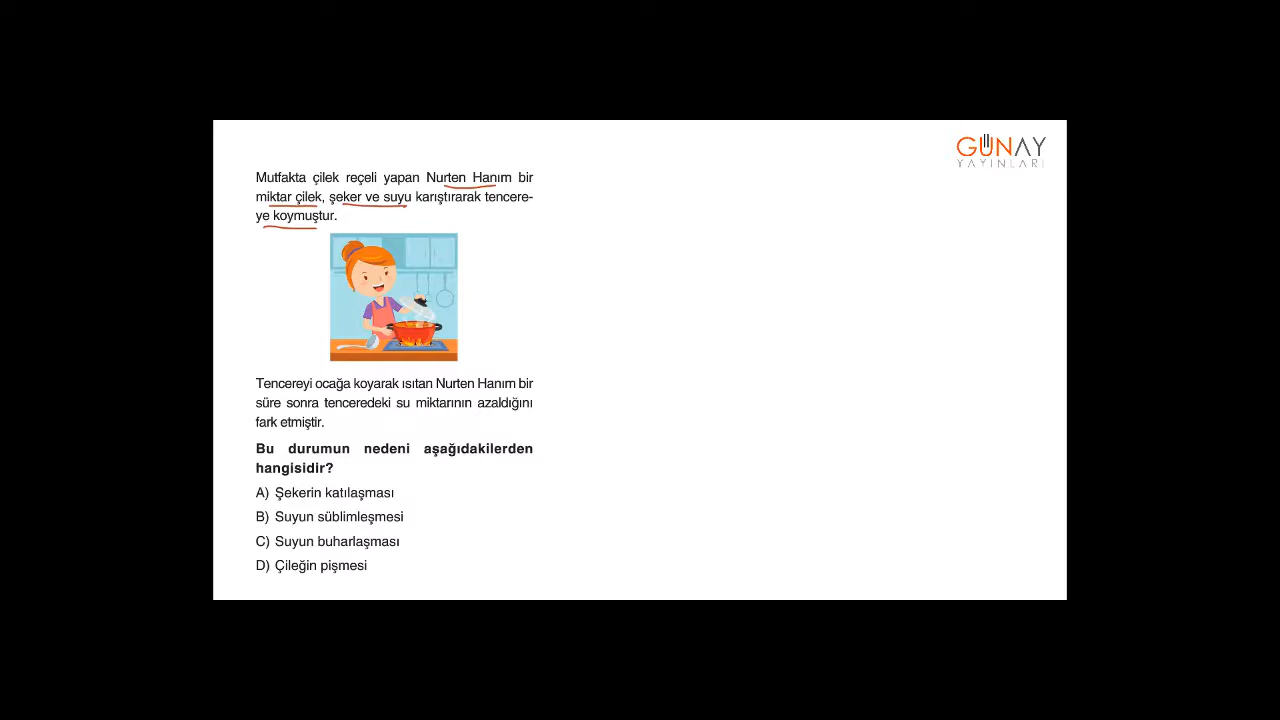 GÜNAY
YAYINLARI
Mutfakta çilek reçeli yapan Nurten Hanım bir
miktar çilek, şeker ve suyu karıştırarak tencere-
ye koymuştur.
Tencereyi ocağa koyarak ısıtan Nurten Hanım bir
süre sonra tenceredeki su miktarının azaldığını
fark etmiştir.
Bu durumun nedeni aşağıdakilerden
hangisidir?
A) Şekerin katılaşması
B) Suyun süblimleşmesi
C) Suyun buharlaşması
D) Çileğin pişmesi